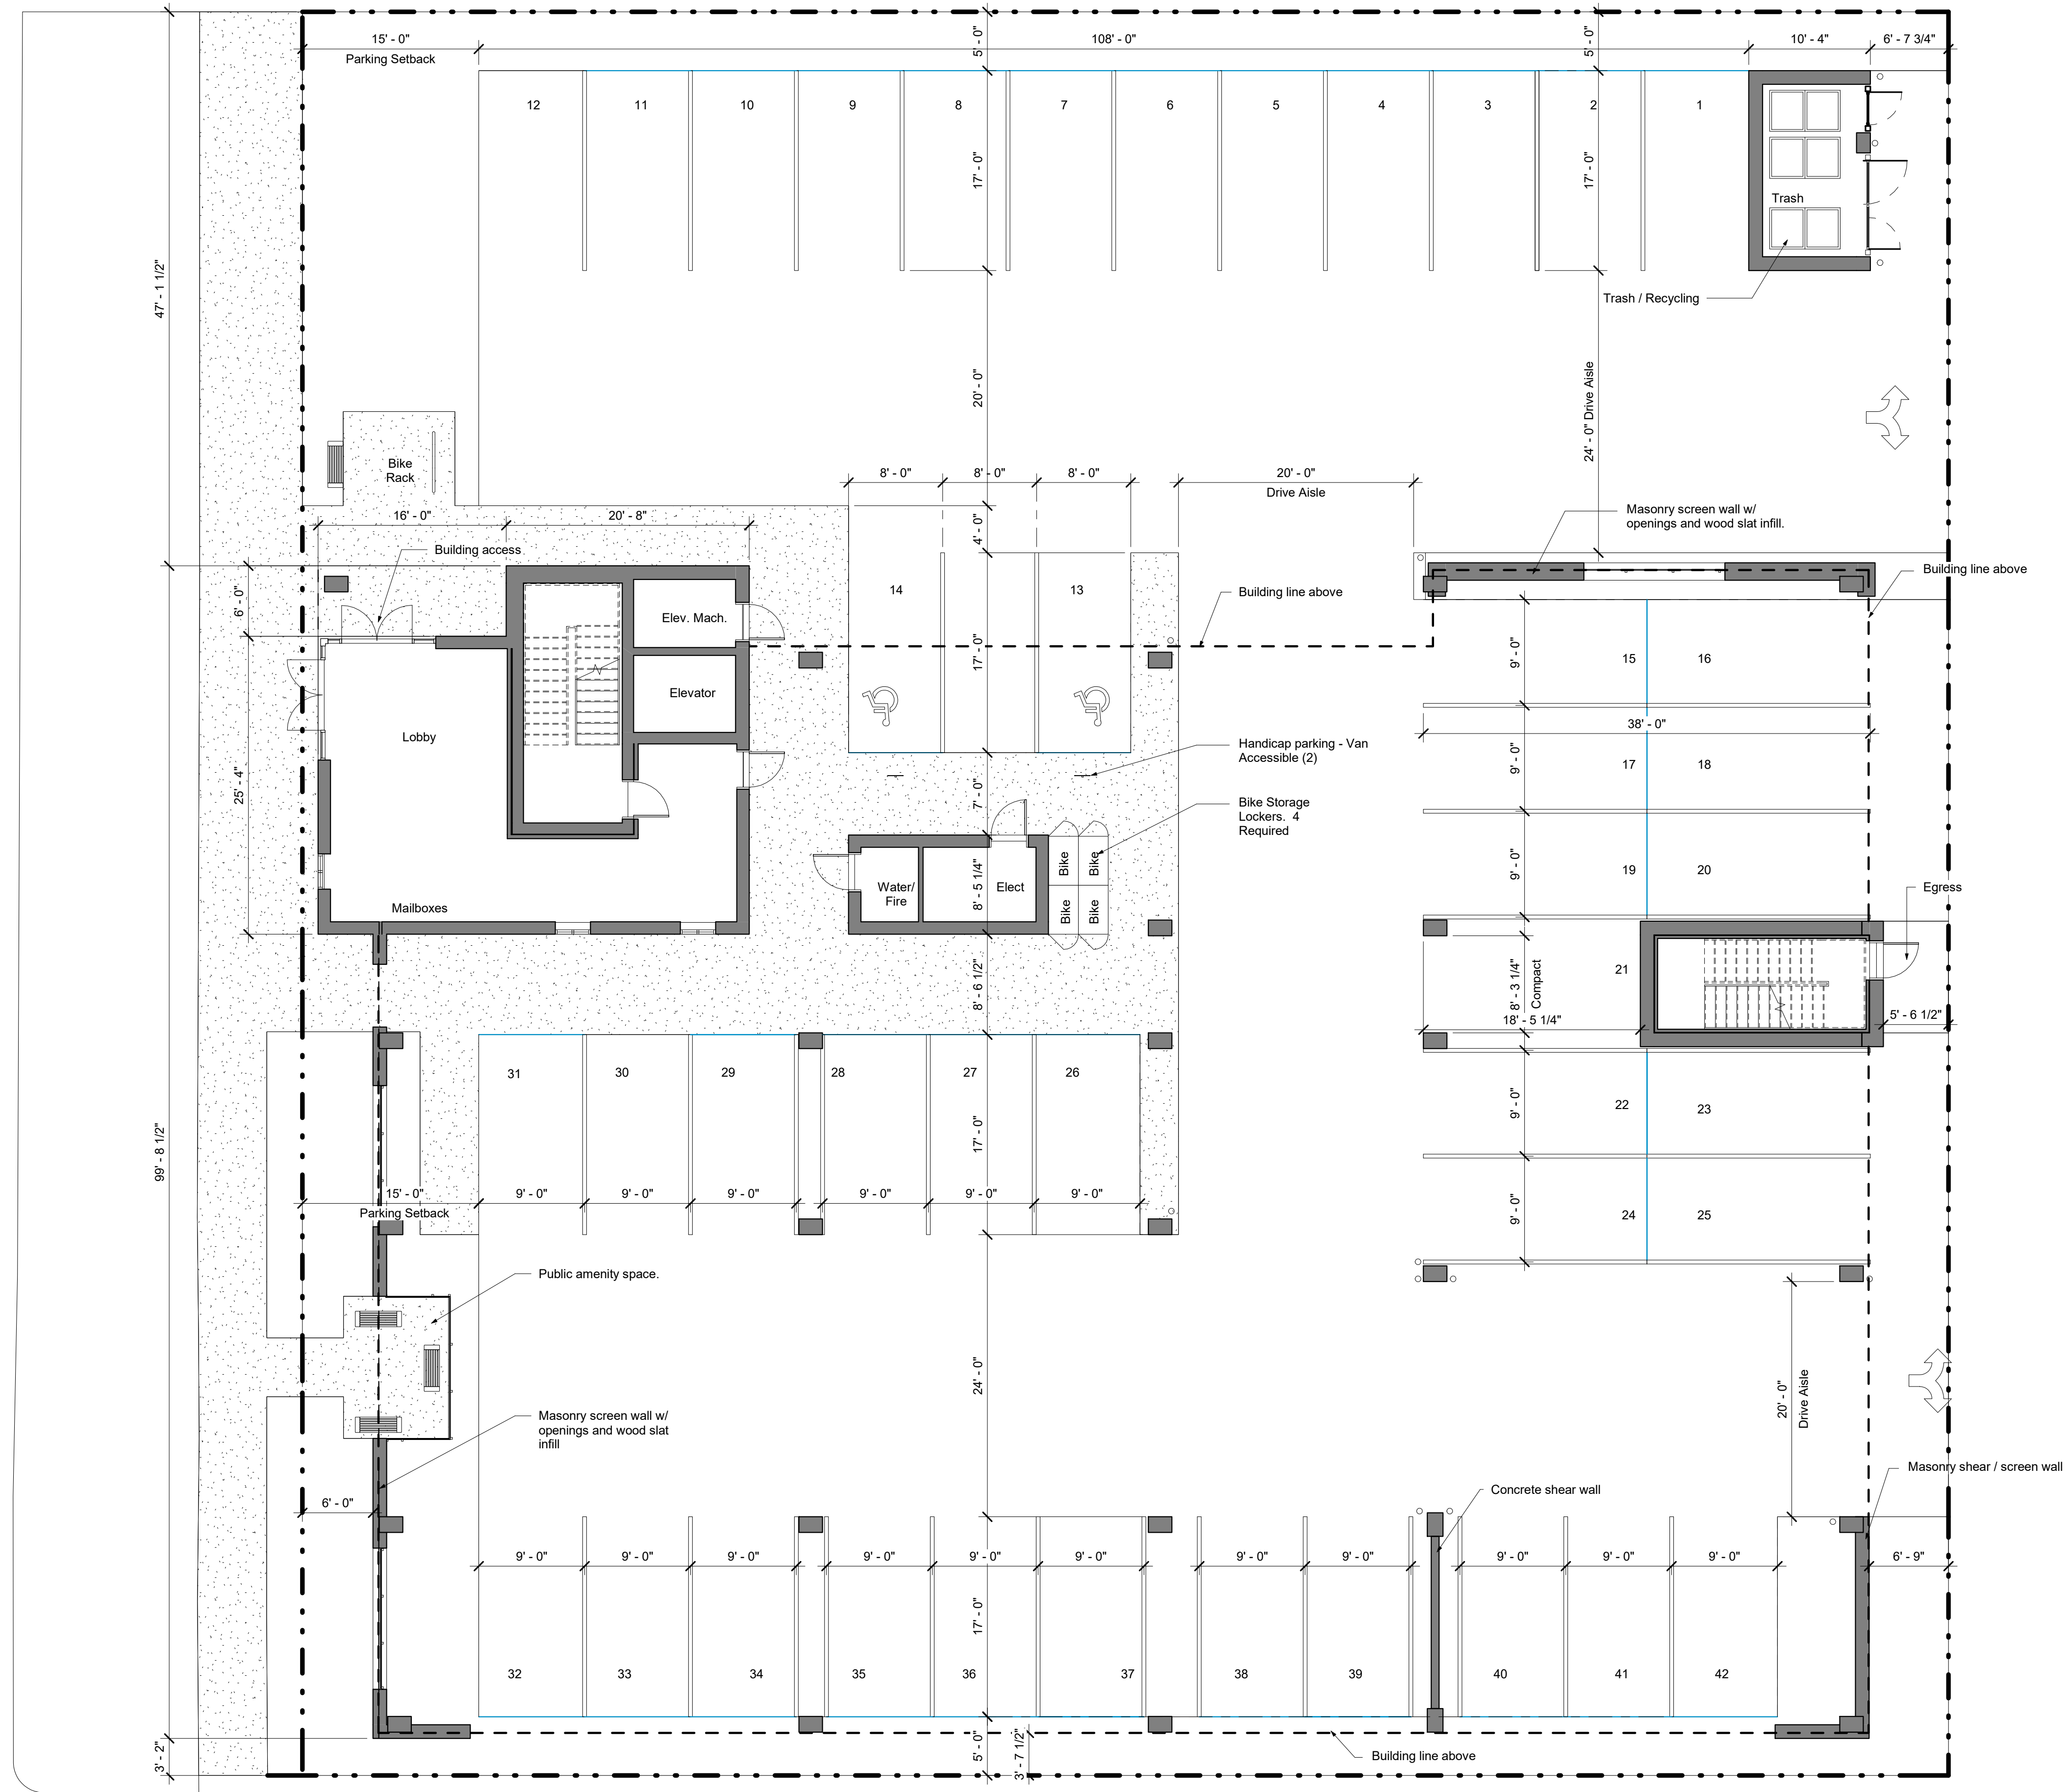 15' - 0"
Parking Setback
5' - 0"
108' - 0"
5' - 0"
10' - 4"
6' - 7 3/4"
12
11
10
9
8
7
6
5
4
3
2
1
17' - 0"
17' - 0"
Trash
Trash / Recycling
47' - 1 1/2"
20' - 0"
24' - 0" Drive Aisle
Bike
Rack
8' - 0"
8' - 0"
8' - 0"
20' - 0"
Drive Aisle
16' - 0"
20' - 8"
4' - 0"
Masonry screen wall w/
openings and wood slat infill.
Building access
Building line above
6' - 0"
14
13
Building line above
Elev. Mach.
17' - 0"
9' - 0"
15
16
Elevator
38' - 0"
Lobby
Handicap parking - Van
Accessible (2)
9' - 0"
17
18
25' - 4"
7' - 0"
Bike Storage
Lockers. 4
Required
Bike
Bike
9' - 0"
19
20
Water/
Fire
8' - 5 1/4"
Elect
Egress
Mailboxes
Bike
Bike
8' - 6 1/2"
8' - 3 1/4"
Compact
21
18' - 5 1/4"
5' - 6 1/2"
31
30
29
28
27
26
9' - 0"
22
23
99' - 8 1/2"
17' - 0"
15' - 0"
Parking Setback
9' - 0"
9' - 0"
9' - 0"
9' - 0"
9' - 0"
9' - 0"
9' - 0"
24
25
Public amenity space.
24' - 0"
20' - 0"
Drive Aisle
Masonry screen wall w/
openings and wood slat
infill
Masonry shear / screen wall
Concrete shear wall
6' - 0"
9' - 0"
9' - 0"
9' - 0"
9' - 0"
9' - 0"
9' - 0"
9' - 0"
9' - 0"
9' - 0"
9' - 0"
9' - 0"
6' - 9"
17' - 0"
32
33
34
35
36
37
38
39
40
41
42
3' - 2"
5' - 0"
3' - 7 1/2"
Building line above